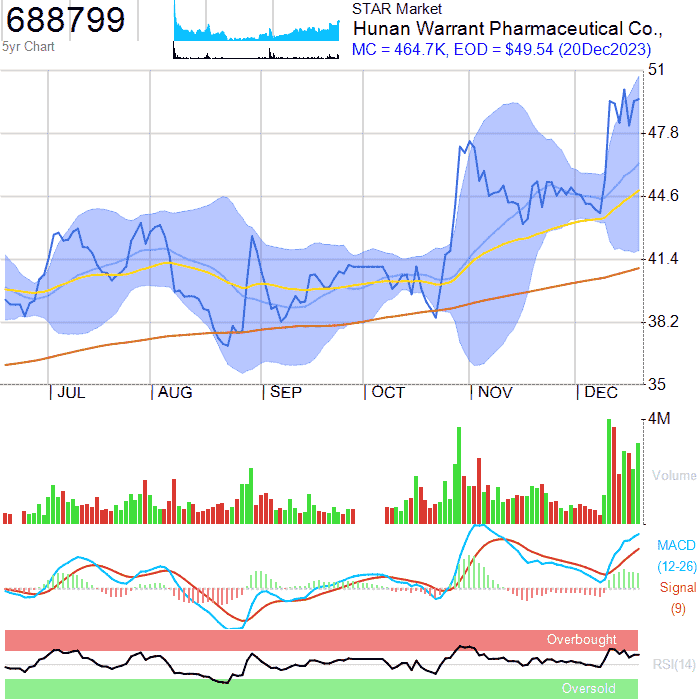 688799
5yr Chart
STAR Market
Hunan Warrant Pharmaceutical Co.,
MC = 464.7K, EOD = $49.54 (20Dec2023)
51
47.8
44.6
41.4
38.2
35
JUL
AUG
SEP
OCT
NOV
DEC
4M
Volume
MACD
(12-26)
Signal
(9)
Overbought
RSI(14)
Oversold